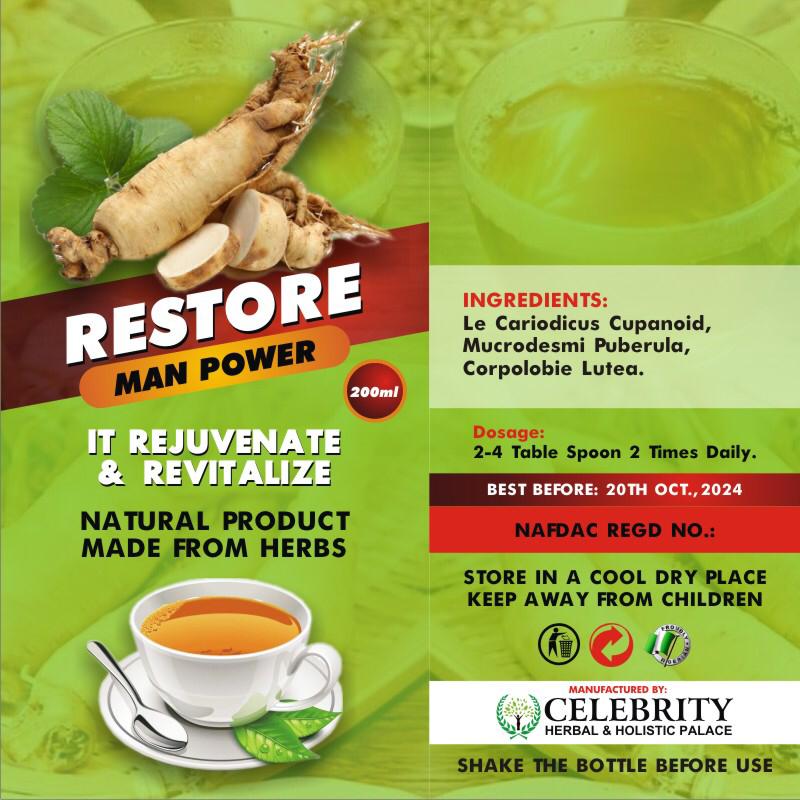 RESTORE
MAN POWER
200ml
IT REJUVENATE
& REVITALIZE
NATURAL PRODUCT
MADE FROM HERBS
INGREDIENTS:
Le Cariodicus Cupanoid,
Mucrodesmi Puberula,
Corpolobie Lutea.
Dosage:
2-4 Table Spoon 2 Times Daily.
BEST BEFORE: 20TH OCT.,2024
NAFDAC REGD NO.:
STORE IN A COOL DRY PLACE
KEEP AWAY FROM CHILDREN
PROUDLY
NIGERIAN
MANUFACTURED BY:
CELEBRITY
HERBAL & HOLISTIC PALACE
SHAKE THE BOTTLE BEFORE USE